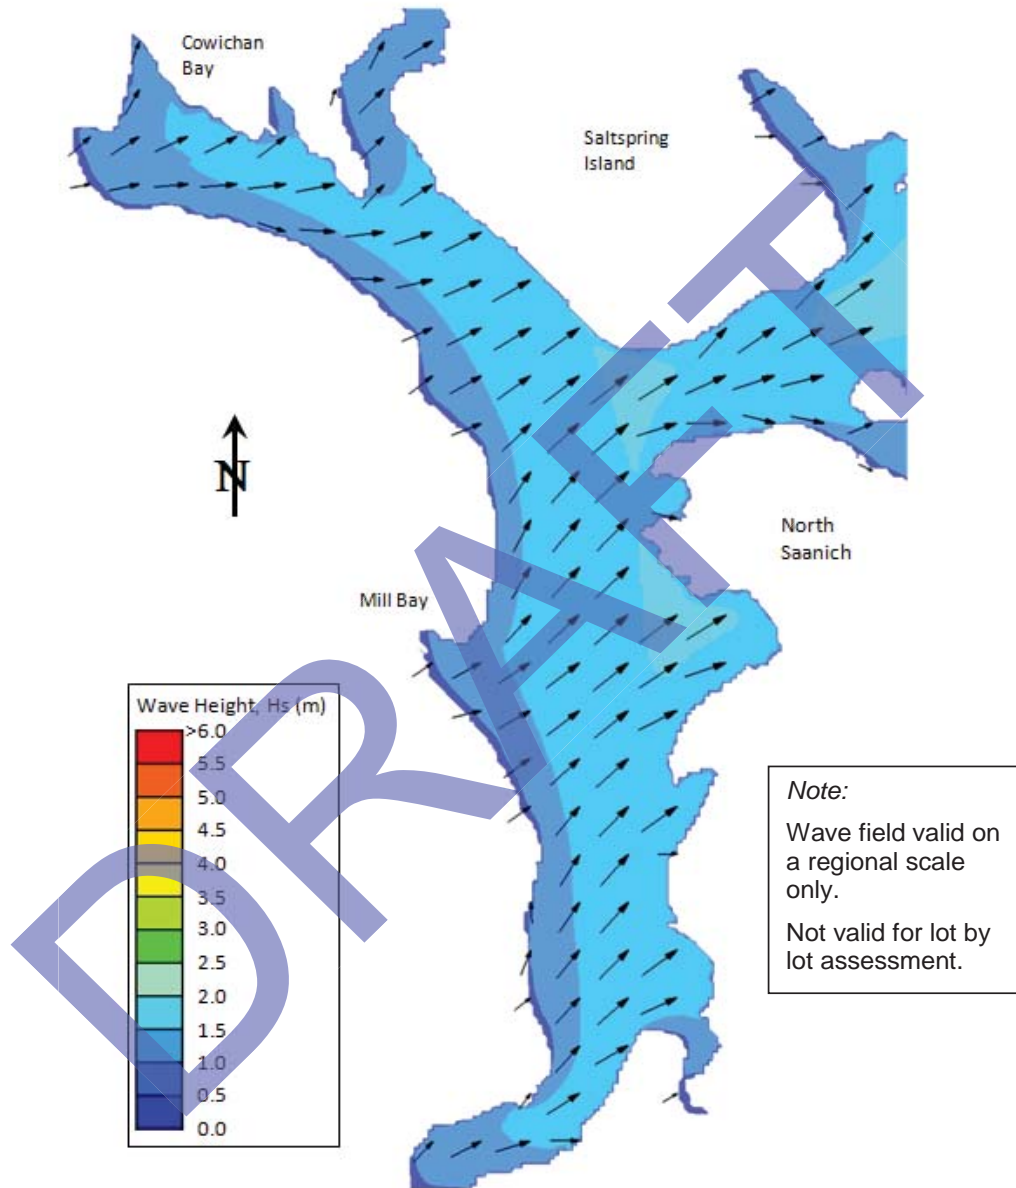 Cowichan
Bay
Saltspring
Island
N
North
Saanich
Mill Bay
Wave Height, Hs (m)
>6.0
5.5
5.0
4.5
4.0
3.5
3.0
2.5
2.0
1.5
1.0
0.5
0.0
Note:
Wave field valid on
a regional scale
only.
Not valid for lot by
lot assessment.
DRAFT